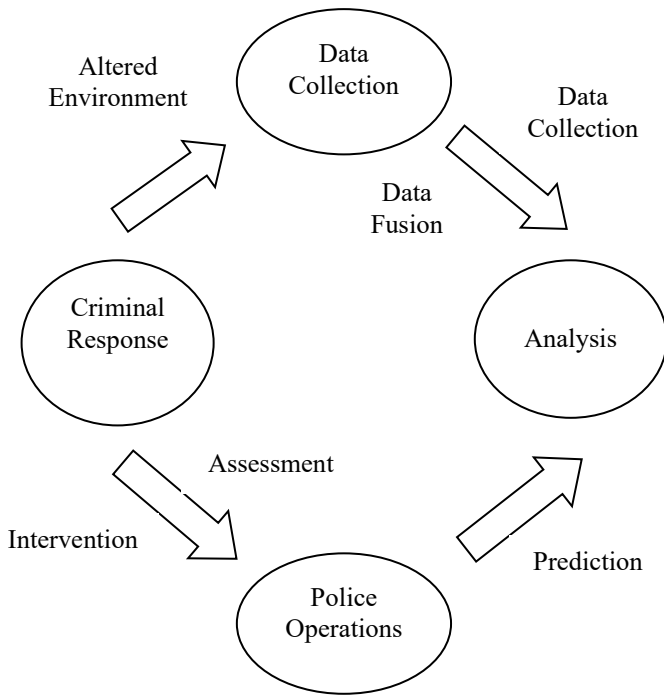 Data
Collection
Altered
Environment
Data
Collection
Data
Fusion
Criminal
Response
Analysis
Assessment
Intervention
Prediction
Police
Operations